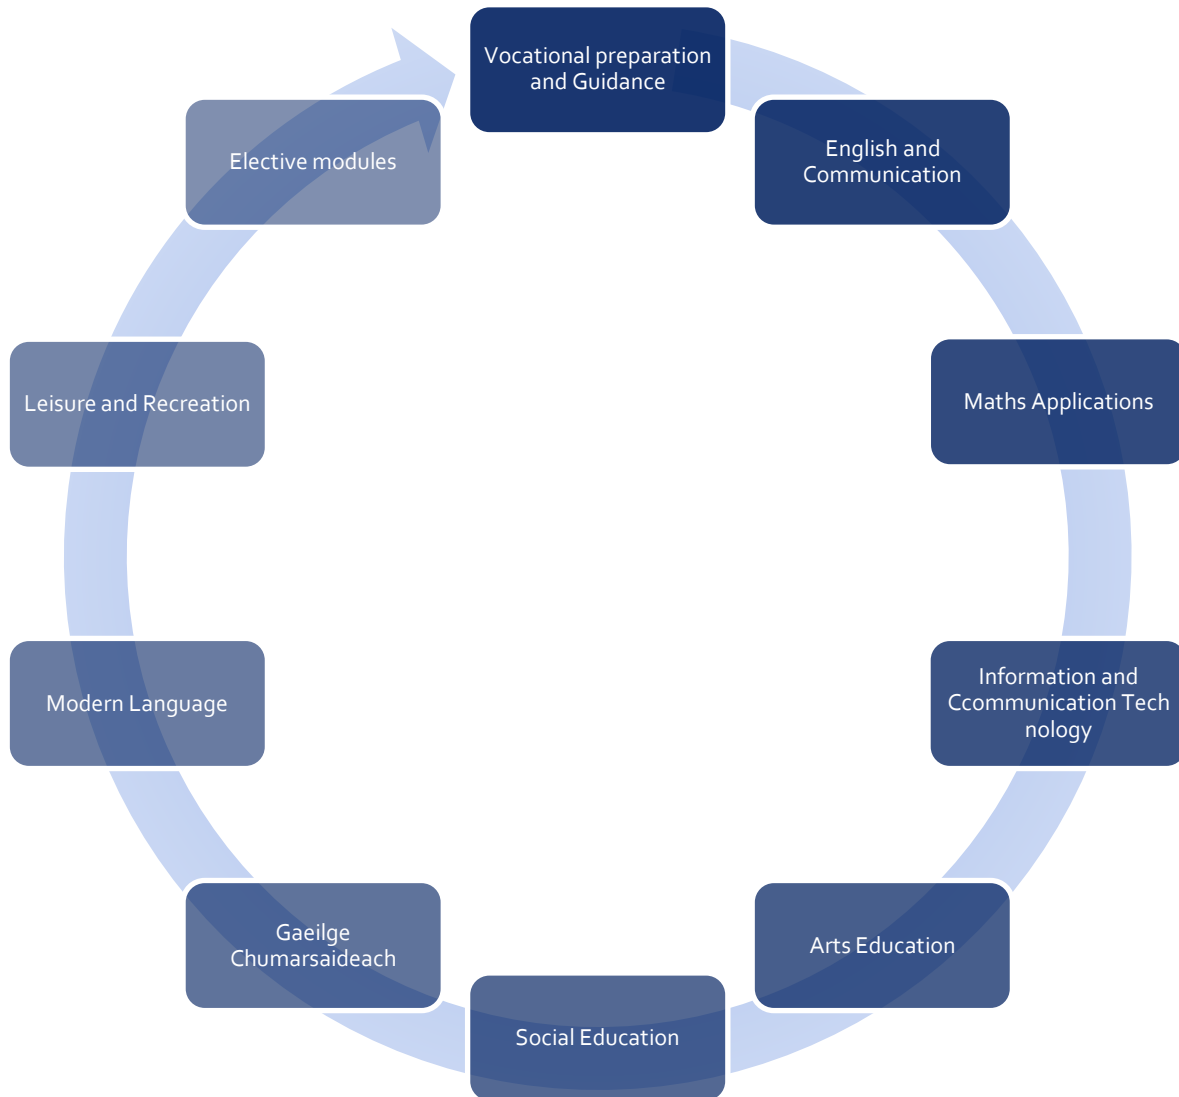 Vocational preparation
and Guidance
English and
Communication
Maths Applications
Information and
Ccommunication Tech
nology
Arts Education
Social Education
Gaeilge
Chumarsaideach
Modern Language
Leisure and Recreation
Elective modules